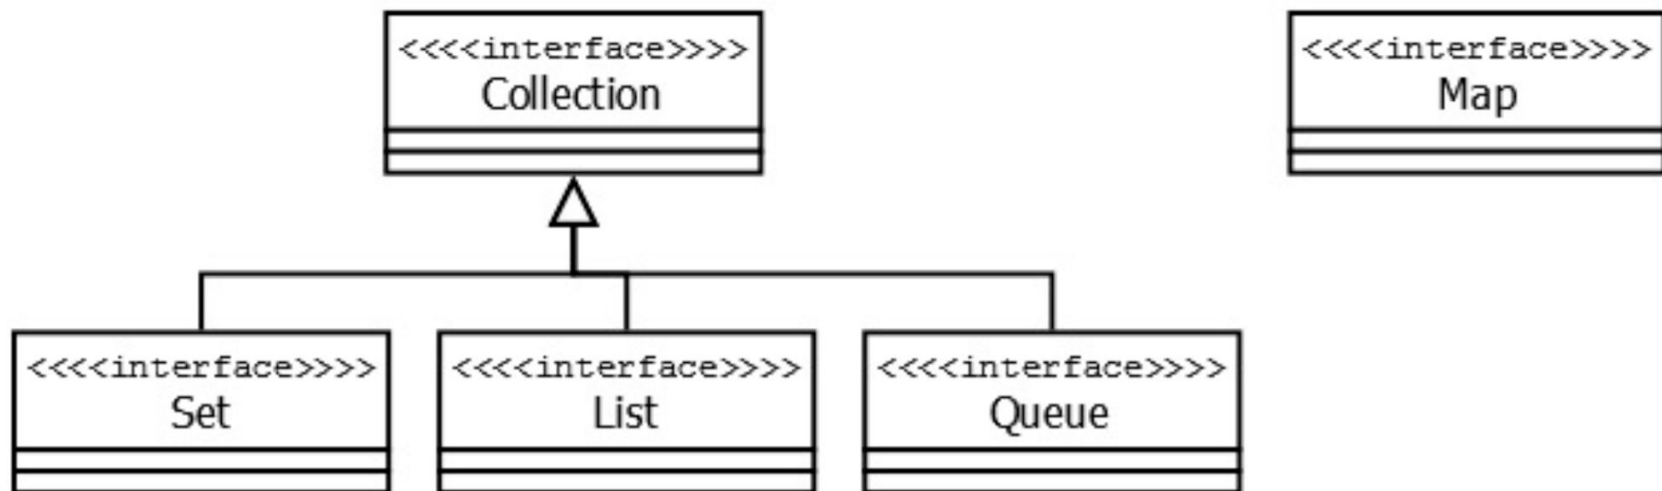 <<<<interface>>>>
Collection
<<<<interface>>>>
Map
<<<<interface>>>>
Set
<<<<interface>>>>
List
<<<<interface>>>>
Queue